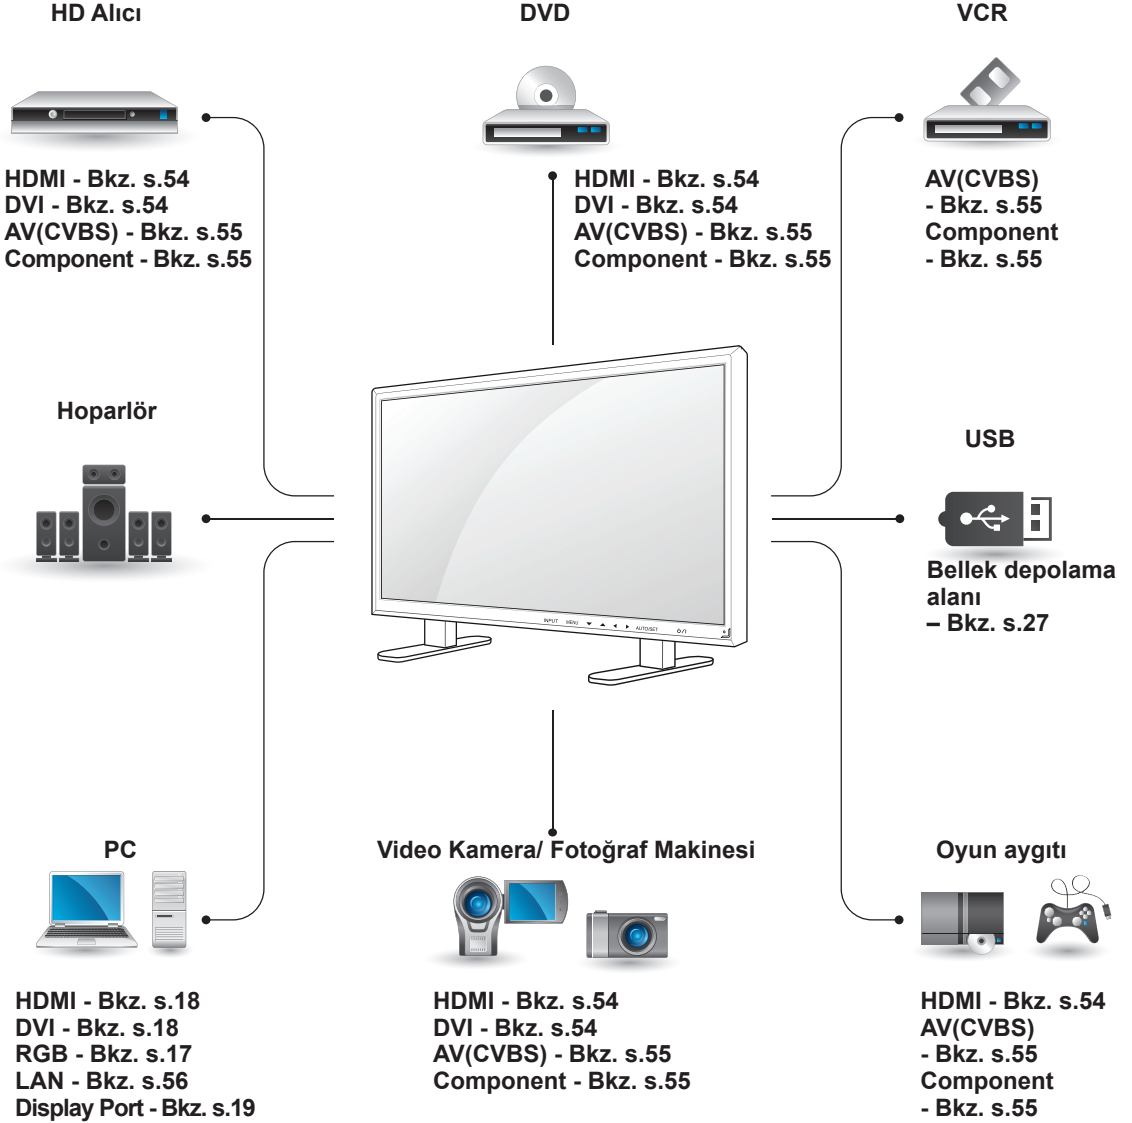 HD Alıcı
DVD
VCR
HDMI - Bkz. s.54
DVI - Bkz. s.54
AV(CVBS) - Bkz. s.55
Component - Bkz. s.55
HDMI - Bkz. s.54
DVI - Bkz. s.54
AV(CVBS) - Bkz. s.55
Component - Bkz. s.55
AV(CVBS)
- Bkz. s.55
Component
- Bkz. s.55
Hoparlör
USB
Bellek depolama
alanı
– Bkz. s.27
INPUT MENU ▼ ▲ ◄ ► AUTO/SET ⏻/I
PC
Video Kamera/ Fotoğraf Makinesi
Oyun aygıtı
HDMI - Bkz. s.18
DVI - Bkz. s.18
RGB - Bkz. s.17
LAN - Bkz. s.56
Display Port - Bkz. s.19
HDMI - Bkz. s.54
DVI - Bkz. s.54
AV(CVBS) - Bkz. s.55
Component - Bkz. s.55
HDMI - Bkz. s.54
AV(CVBS)
- Bkz. s.55
Component
- Bkz. s.55